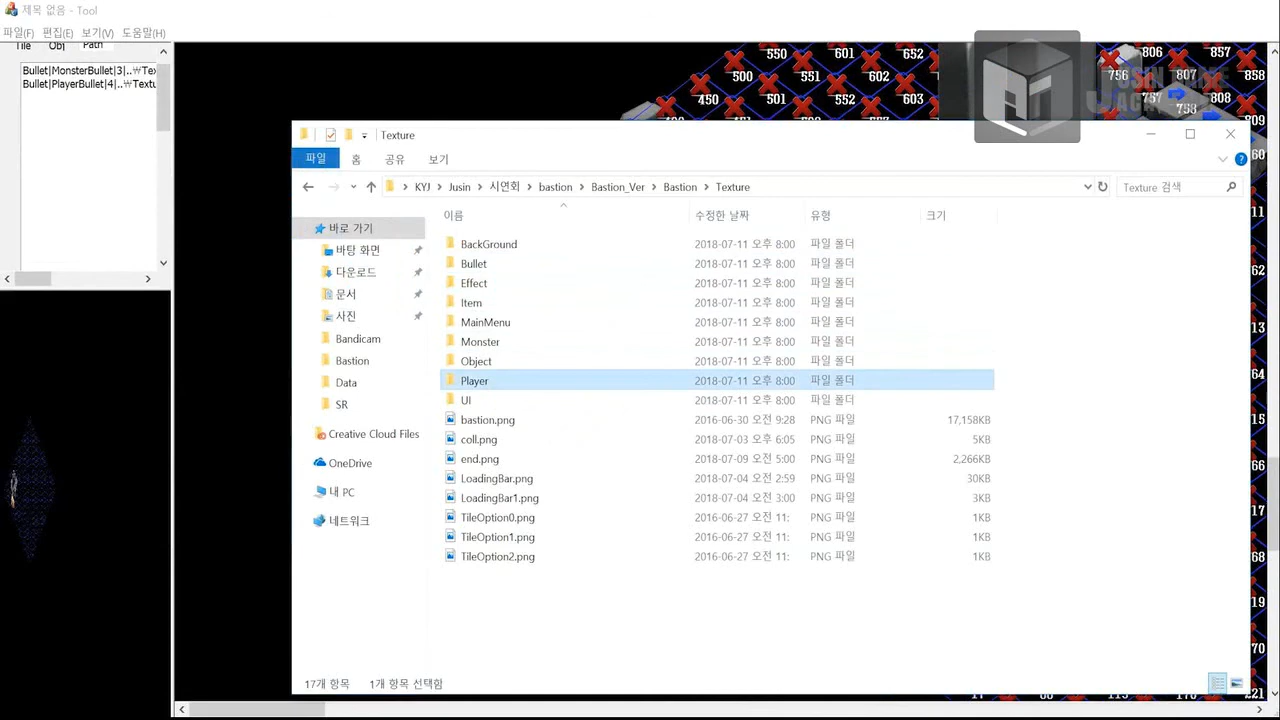 제목 없음 - Tool
파일(F) 편집(E) 보기(V) 도움말(H)
Tile Obj Path
Bullet|MonsterBullet|3|..₩Tex
Bullet|PlayerBullet|4|..₩Textu
550 601 652 806 857
500 551 602 756 807 858
450 501 552 603 757 808
758 809
Texture
파일 홈 공유 보기
KYJ > Jusin > 시연회 > bastion > Bastion_Ver > Bastion > Texture
Texture 검색
이름 수정한 날짜 유형 크기
바로 가기
바탕 화면
다운로드
문서
사진
Bandicam
Bastion
Data
SR
Creative Cloud Files
OneDrive
내 PC
네트워크
BackGround 2018-07-11 오후 8:00 파일 폴더
Bullet 2018-07-11 오후 8:00 파일 폴더
Effect 2018-07-11 오후 8:00 파일 폴더
Item 2018-07-11 오후 8:00 파일 폴더
MainMenu 2018-07-11 오후 8:00 파일 폴더
Monster 2018-07-11 오후 8:00 파일 폴더
Object 2018-07-11 오후 8:00 파일 폴더
Player 2018-07-11 오후 8:00 파일 폴더
UI 2018-07-11 오후 8:00 파일 폴더
bastion.png 2016-06-30 오전 9:28 PNG 파일 17,158KB
coll.png 2018-07-03 오후 6:05 PNG 파일 5KB
end.png 2018-07-09 오전 5:00 PNG 파일 2,266KB
LoadingBar.png 2018-07-04 오전 2:59 PNG 파일 30KB
LoadingBar1.png 2018-07-04 오전 3:00 PNG 파일 3KB
TileOption0.png 2016-06-27 오전 11: PNG 파일 1KB
TileOption1.png 2016-06-27 오전 11: PNG 파일 1KB
TileOption2.png 2016-06-27 오전 11: PNG 파일 1KB
60
11
62
13
64
15
66
17
68
19
70
221
17개 항목 1개 항목 선택함